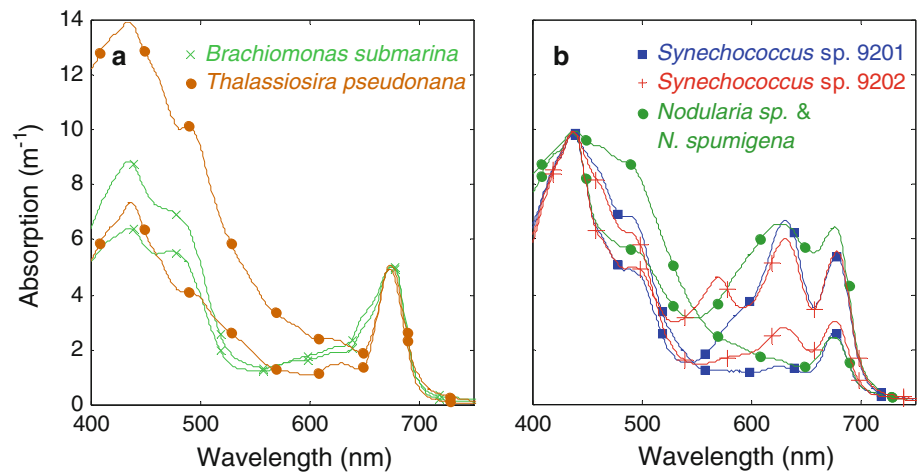 14
12
10
8
6
4
2
0
Absorption (m⁻¹)
a
Brachiomonas submarina
Thalassiosira pseudonana
400 500 600 700
Wavelength (nm)
b
Synechococcus sp. 9201
Synechococcus sp. 9202
Nodularia sp. &
N. spumigena
400 500 600 700
Wavelength (nm)